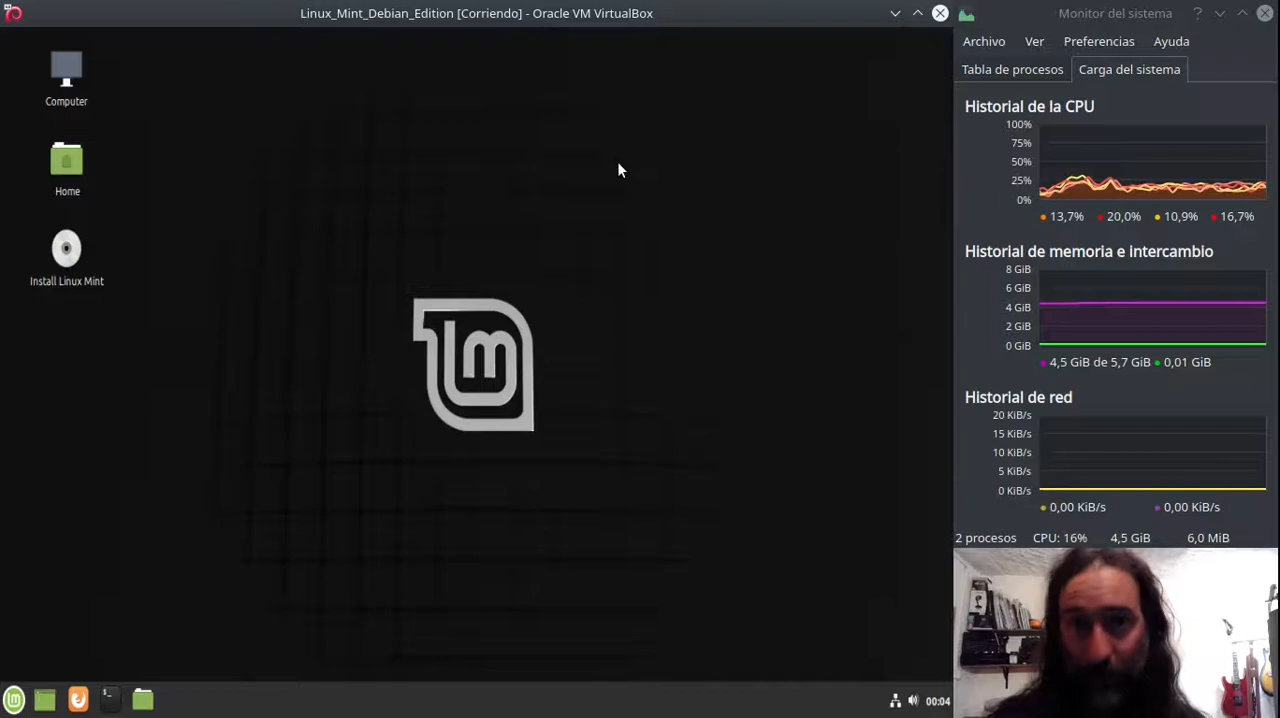 Linux_Mint_Debian_Edition [Corriendo] - Oracle VM VirtualBox
Computer
Home
Install Linux Mint
lm
$_
00:04
Monitor del sistema
Archivo Ver Preferencias Ayuda
Tabla de procesos Carga del sistema
Historial de la CPU
100%
75%
50%
25%
0%
13,7% 20,0% 10,9% 16,7%
Historial de memoria e intercambio
8 GiB
6 GiB
4 GiB
2 GiB
0 GiB
4,5 GiB de 5,7 GiB 0,01 GiB
Historial de red
20 KiB/s
15 KiB/s
10 KiB/s
5 KiB/s
0 KiB/s
0,00 KiB/s 0,00 KiB/s
2 procesos CPU: 16% 4,5 GiB 6,0 MiB